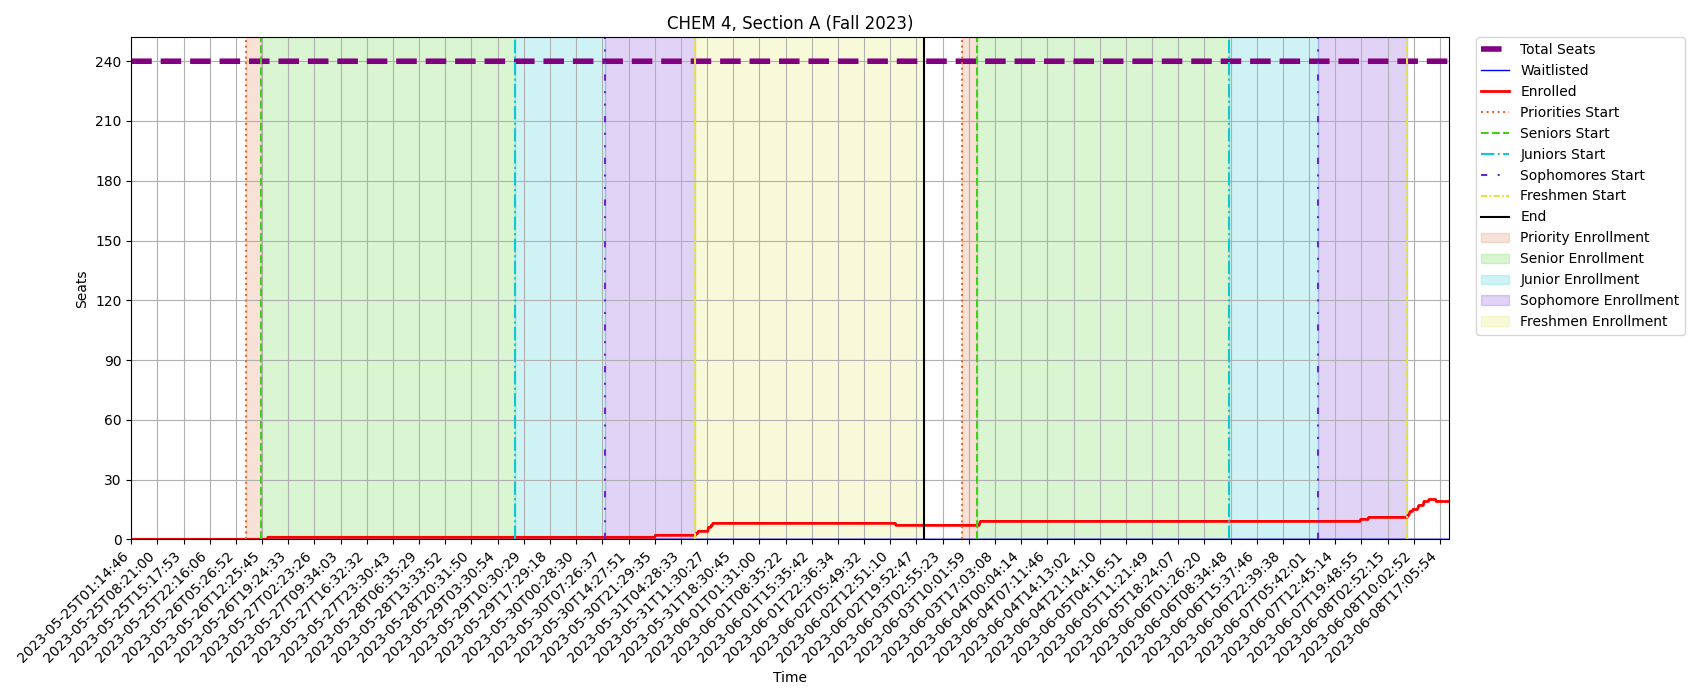 CHEM 4, Section A (Fall 2023)
Seats
240
210
180
150
120
90
60
30
0
2023-05-25T01:14:46
2023-05-25T08:21:00
2023-05-25T15:17:53
2023-05-25T22:16:06
2023-05-26T05:26:52
2023-05-26T12:25:45
2023-05-26T19:24:33
2023-05-27T02:23:26
2023-05-27T09:34:03
2023-05-27T16:32:32
2023-05-27T23:30:43
2023-05-28T06:35:29
2023-05-28T13:33:52
2023-05-28T20:31:50
2023-05-29T03:30:54
2023-05-29T10:30:29
2023-05-29T17:29:18
2023-05-30T00:28:30
2023-05-30T07:26:37
2023-05-30T14:27:51
2023-05-30T21:29:35
2023-05-31T04:28:33
2023-05-31T11:30:27
2023-05-31T18:30:45
2023-06-01T01:31:00
2023-06-01T08:35:22
2023-06-01T15:35:42
2023-06-01T22:36:34
2023-06-02T05:49:32
2023-06-02T12:51:10
2023-06-02T19:52:47
2023-06-03T02:55:23
2023-06-03T10:01:59
2023-06-03T17:03:08
2023-06-04T00:04:14
2023-06-04T07:11:46
2023-06-04T14:13:02
2023-06-04T21:14:10
2023-06-05T04:16:51
2023-06-05T11:21:49
2023-06-05T18:24:07
2023-06-06T01:26:20
2023-06-06T08:34:48
2023-06-06T15:37:46
2023-06-06T22:39:38
2023-06-07T05:42:01
2023-06-07T12:45:14
2023-06-07T19:48:55
2023-06-08T02:52:15
2023-06-08T10:02:52
2023-06-08T17:05:54
Time
Total Seats
Waitlisted
Enrolled
Priorities Start
Seniors Start
Juniors Start
Sophomores Start
Freshmen Start
End
Priority Enrollment
Senior Enrollment
Junior Enrollment
Sophomore Enrollment
Freshmen Enrollment